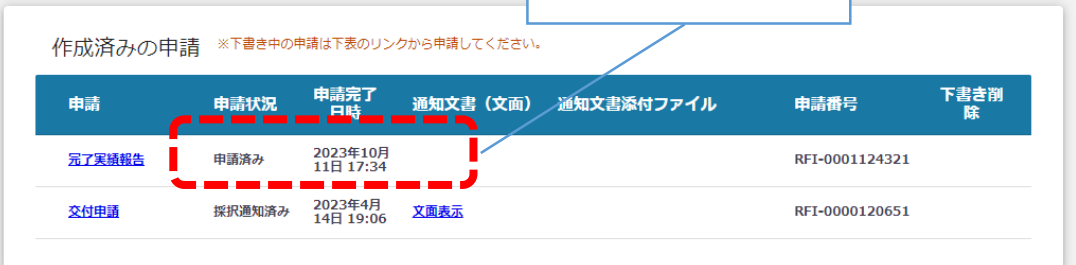 作成済みの申請 ※下書き中の申請は下表のリンクから申請してください。
申請 申請状況 申請完了日時 通知文書（文面） 通知文書添付ファイル 申請番号 下書き削除
完了実績報告 申請済み 2023年10月11日 17:34 RFI-0001124321
交付申請 採択通知済み 2023年4月14日 19:06 文面表示 RFI-0000120651